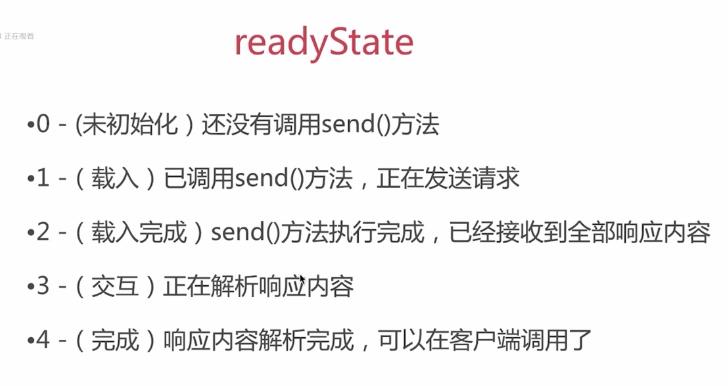 正在观看
readyState
•0 - (未初始化）还没有调用send()方法
•1 -（ 载入 ）已调用send()方法，正在发送请求
•2 -（ 载入完成）send()方法执行完成，已经接收到全部响应内容
•3 -（ 交互 ）正在解析响应内容
•4 -（ 完成 ）响应内容解析完成，可以在客户端调用了